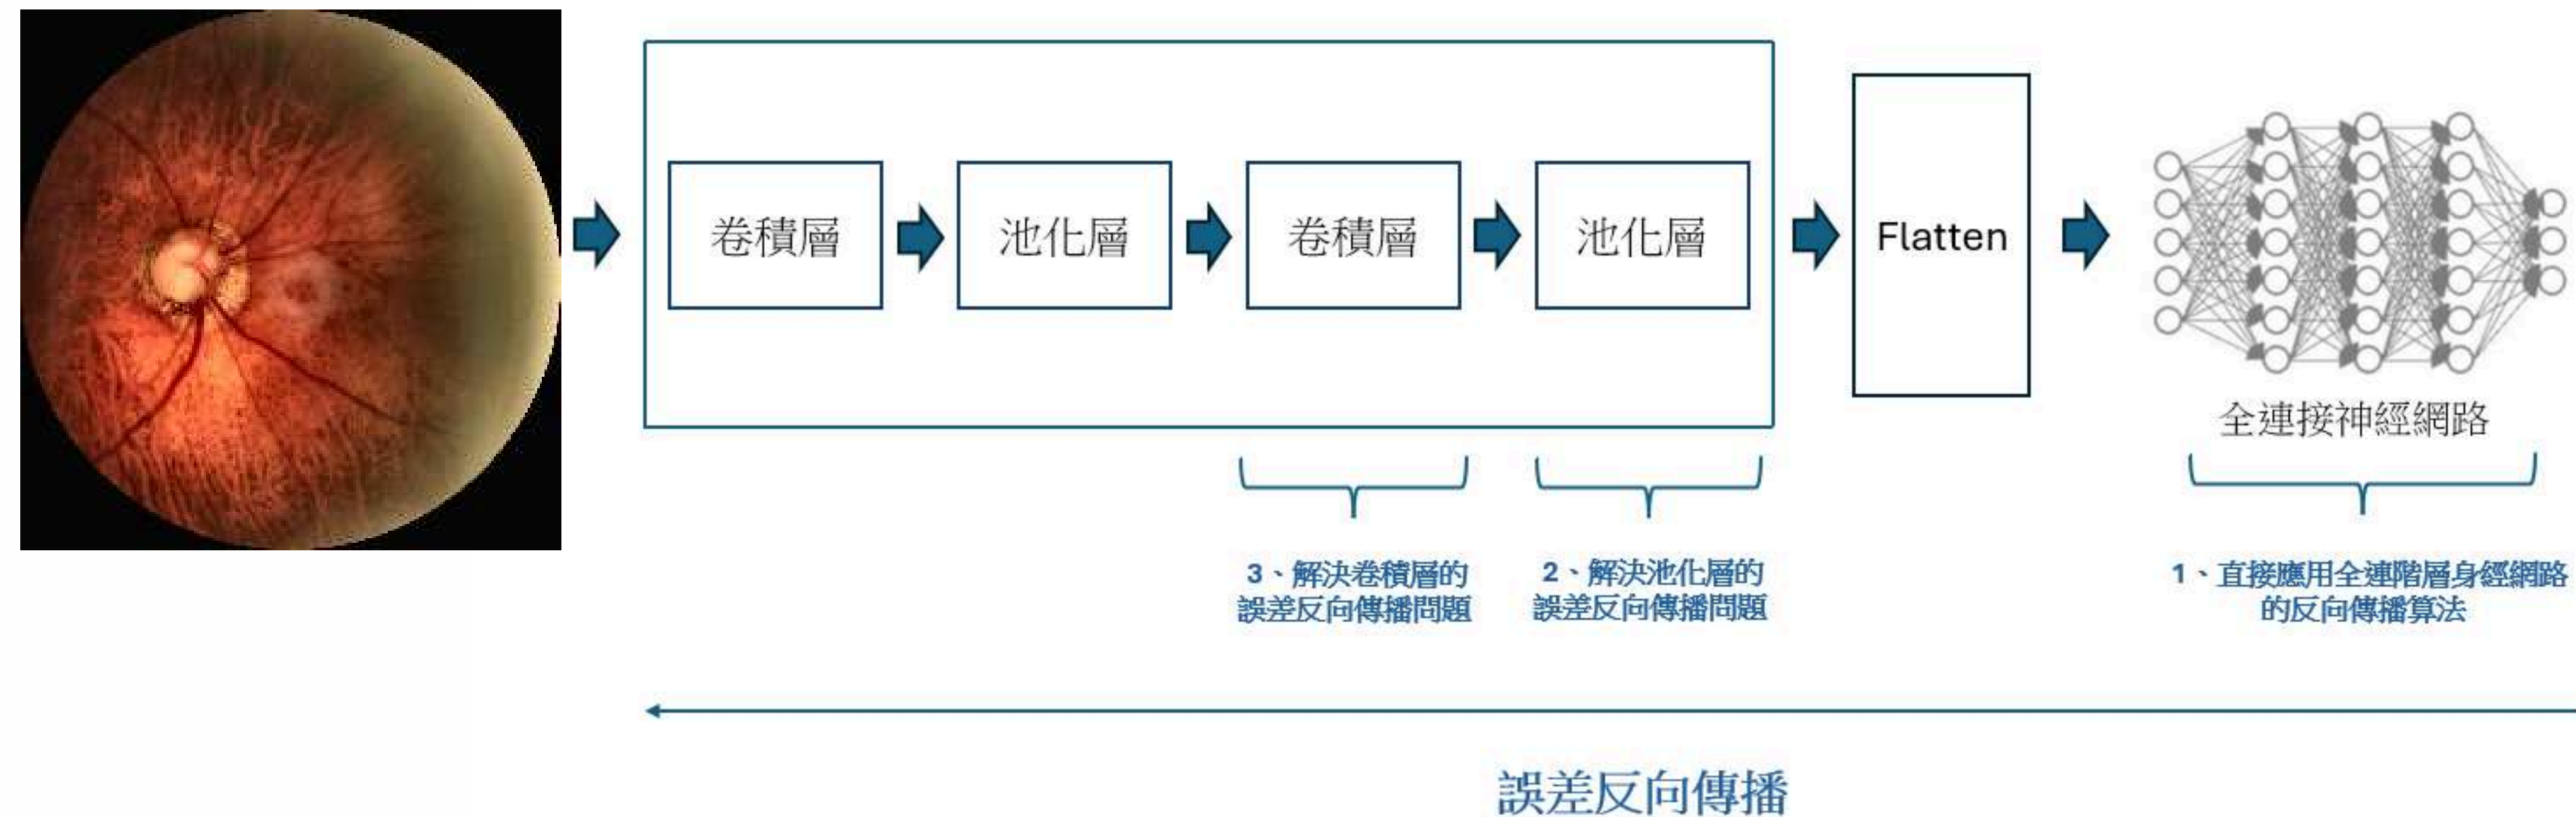 卷積層
池化層
卷積層
池化層
Flatten
全連接神經網路
3、解決卷積層的
誤差反向傳播問題
2、解決池化層的
誤差反向傳播問題
1、直接應用全連階層身經網路
的反向傳播算法
誤差反向傳播